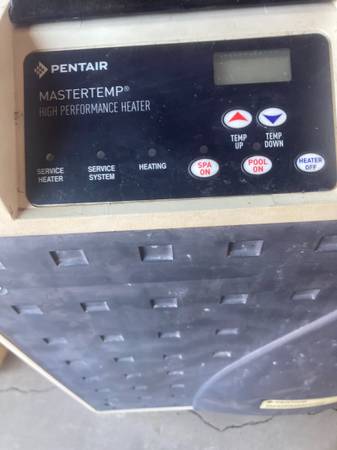 PENTAIR
MASTERTEMP®
HIGH PERFORMANCE HEATER
TEMP UP
TEMP DOWN
SERVICE HEATER
SERVICE SYSTEM
HEATING
SPA ON
POOL ON
HEATER OFF
PENTAIR